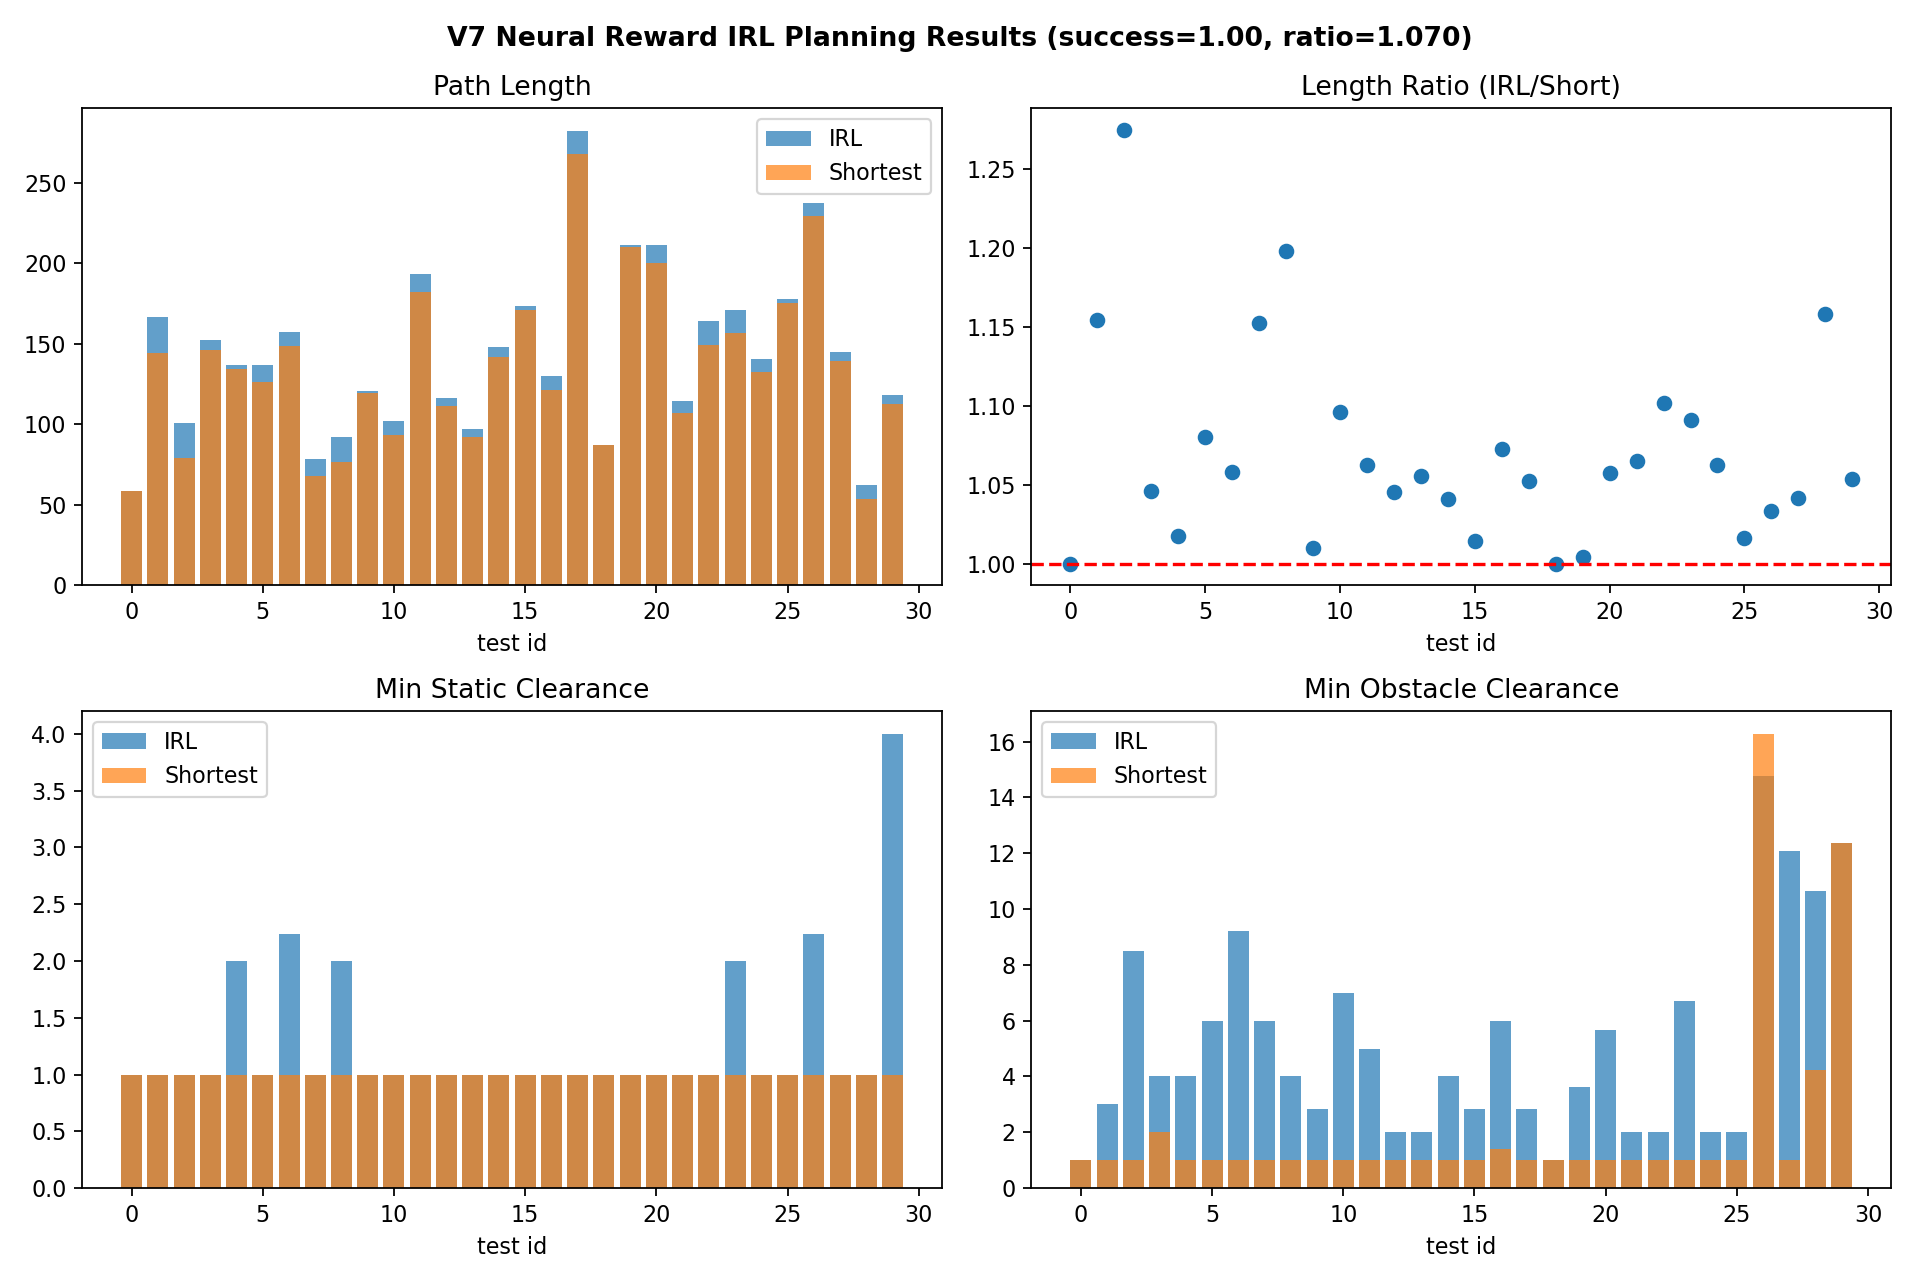 V7 Neural Reward IRL Planning Results (success=1.00, ratio=1.070)
Path Length
IRL
Shortest
250
200
150
100
50
0
0 5 10 15 20 25 30
test id
Length Ratio (IRL/Short)
1.25
1.20
1.15
1.10
1.05
1.00
0 5 10 15 20 25 30
test id
Min Static Clearance
IRL
Shortest
4.0
3.5
3.0
2.5
2.0
1.5
1.0
0.5
0.0
0 5 10 15 20 25 30
test id
Min Obstacle Clearance
IRL
Shortest
16
14
12
10
8
6
4
2
0
0 5 10 15 20 25 30
test id